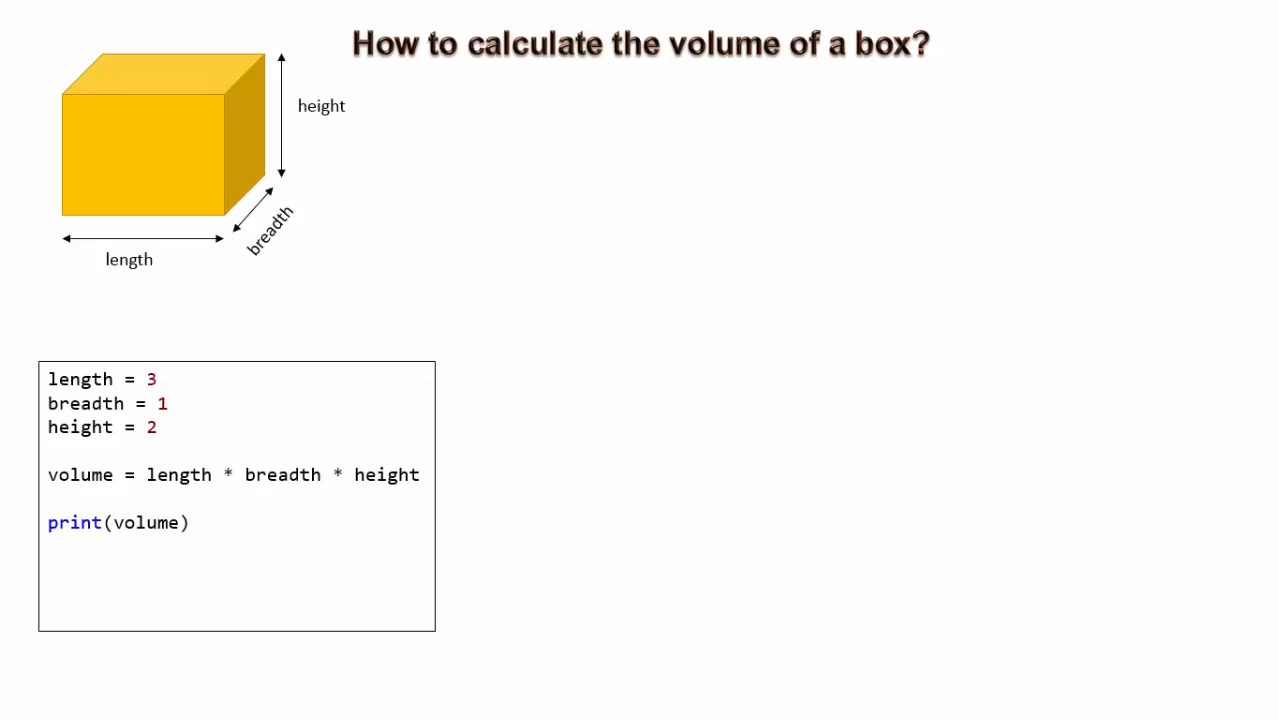 How to calculate the volume of a box?
height
breadth
length
length = 3
breadth = 1
height = 2
volume = length * breadth * height
print(volume)